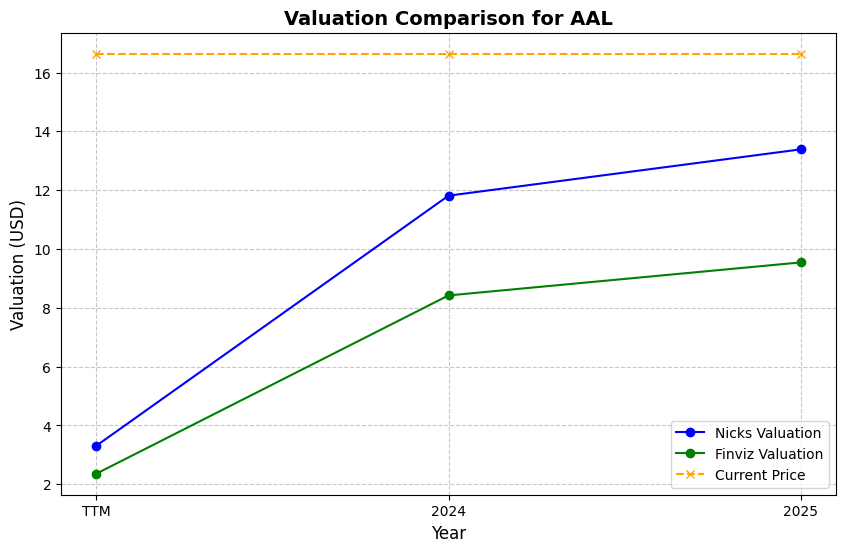 Valuation Comparison for AAL
Valuation (USD)
16
14
12
10
8
6
4
2
TTM
2024
2025
Year
Nicks Valuation
Finviz Valuation
Current Price